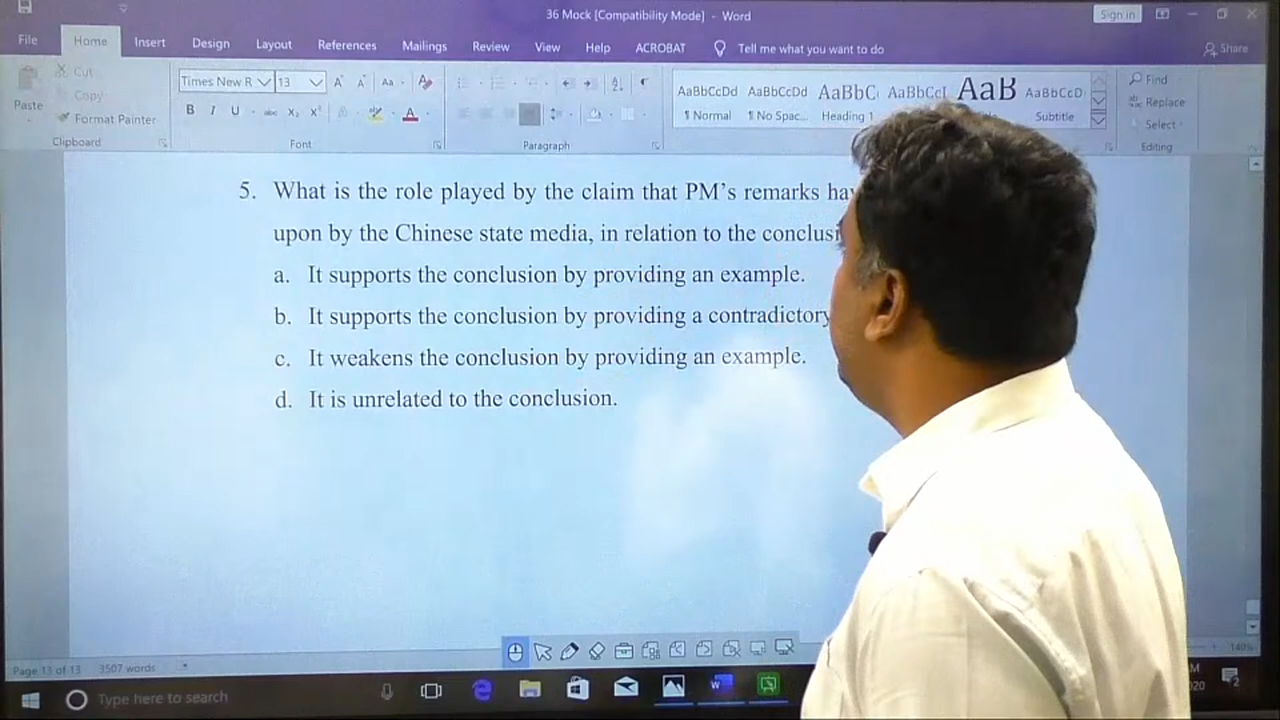 36 Mock [Compatibility Mode] - Word
Sign in
File Home Insert Design Layout References Mailings Review View Help ACROBAT Tell me what you want to do Share
Paste
Cut
Copy
Format Painter
Clipboard
Times New R 13
Aa
B I U abc X₂ X²
A
Font
Paragraph
AaBbCcDd AaBbCcDd AaBbC AaBbCcI AaB AaBbCcD
¶ Normal ¶ No Spac... Heading 1 Subtitle
Find
Replace
Select
Editing
5. What is the role played by the claim that PM's remarks
upon by the Chinese state media, in relation to the
a. It supports the conclusion by providing an example.
b. It supports the conclusion by providing a contradictory
c. It weakens the conclusion by providing an example.
d. It is unrelated to the conclusion.
Page 13 of 13 3507 words
140%
Type here to search